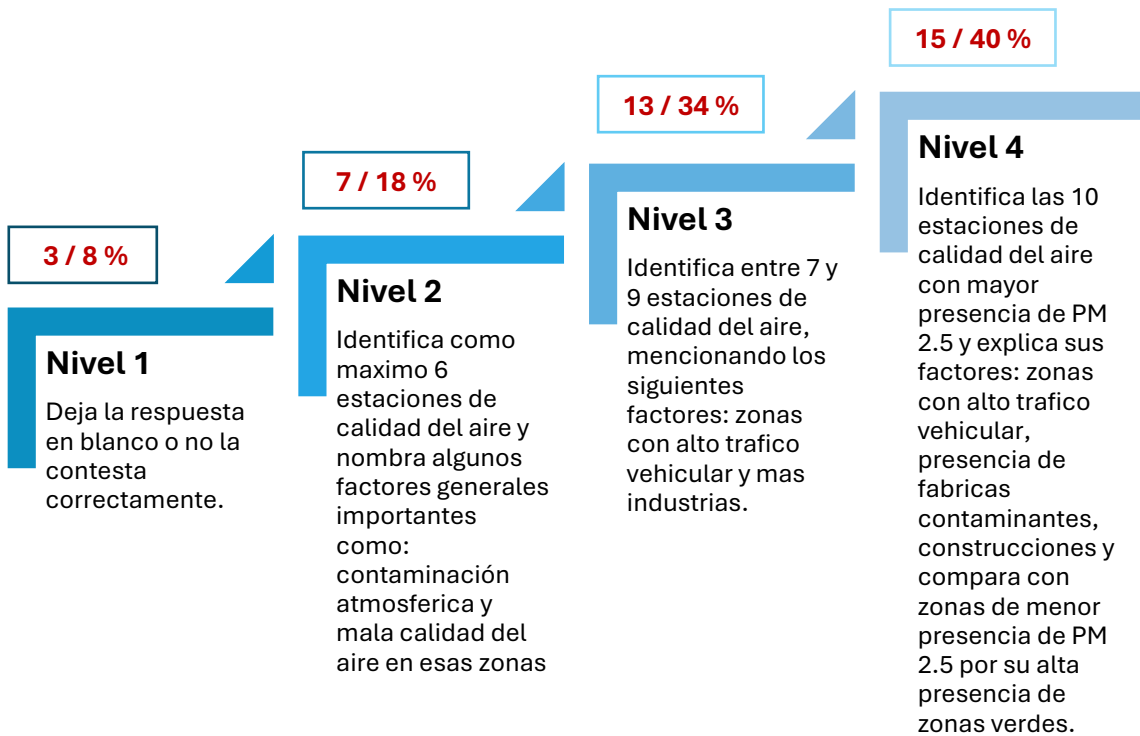 3 / 8 %
Nivel 1
Deja la respuesta
en blanco o no la
contesta
correctamente.
7 / 18 %
Nivel 2
Identifica como
maximo 6
estaciones de
calidad del aire y
nombra algunos
factores generales
importantes
como:
contaminación
atmosferica y
mala calidad del
aire en esas zonas
13 / 34 %
Nivel 3
Identifica entre 7 y
9 estaciones de
calidad del aire,
mencionando los
siguientes
factores: zonas
con alto trafico
vehicular y mas
industrias.
15 / 40 %
Nivel 4
Identifica las 10
estaciones de
calidad del aire
con mayor
presencia de PM
2.5 y explica sus
factores: zonas
con alto trafico
vehicular,
presencia de
fabricas
contaminantes,
construcciones y
compara con
zonas de menor
presencia de PM
2.5 por su alta
presencia de
zonas verdes.